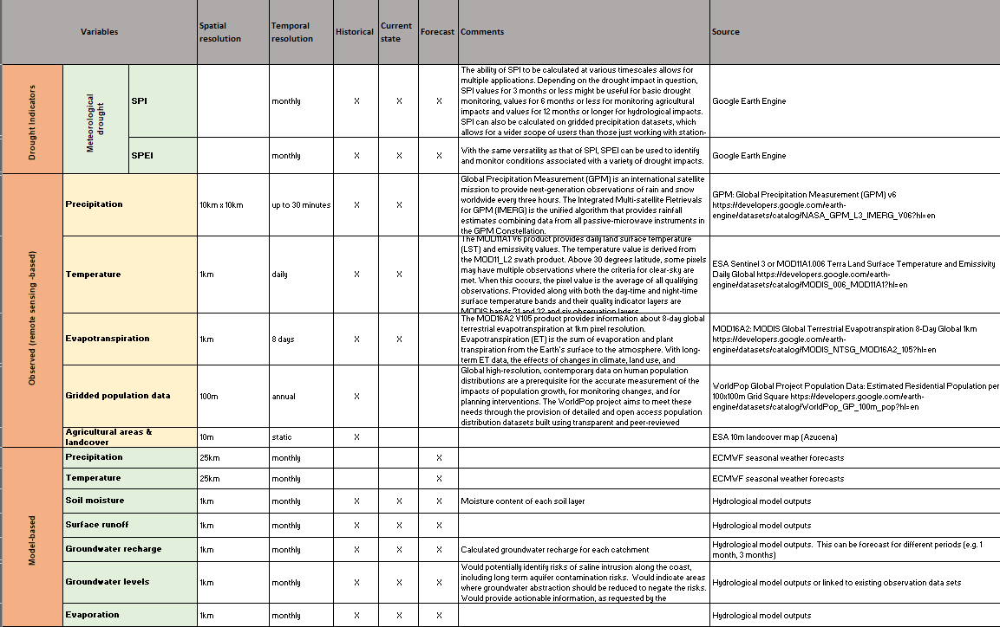 Variables
Spatial
resolution
Temporal
resolution
Historical
Current
state
Forecast
Comments
Source
Drought Indicators
Meteorological
drought
SPI
monthly
X
X
X
The ability of SPI to be calculated at various timescales allows for
multiple applications. Depending on the drought impact in question,
SPI values for 3 months or less might be useful for basic drought
monitoring, values for 6 months or less for monitoring agricultural
impacts and values for 12 months or longer for hydrological impacts.
SPI can also be calculated on gridded precipitation datasets, which
allows for a wider scope of users than those just working with station-
Google Earth Engine
SPEI
monthly
X
X
X
With the same versatility as that of SPI, SPEI can be used to identify
and monitor conditions associated with a variety of drought impacts.
Google Earth Engine
Observed (remote sensing -based)
Precipitation
10km x 10km
up to 30 minutes
X
X
Global Precipitation Measurement (GPM) is an international satellite
mission to provide next-generation observations of rain and snow
worldwide every three hours. The Integrated Multi-satellite Retrievals
for GPM (IMERG) is the unified algorithm that provides rainfall
estimates combining data from all passive-microwave instruments in
the GPM Constellation.
GPM: Global Precipitation Measurement (GPM) v6
https://developers.google.com/earth-
engine/datasets/catalog/NASA_GPM_L3_IMERG_V06?hl=en
Temperature
1km
daily
X
X
The MOD11A1 V6 product provides daily land surface temperature
(LST) and emissivity values. The temperature value is derived from
the MOD11_L2 swath product. Above 30 degrees latitude, some pixels
may have multiple observations where the criteria for clear-sky are
met. When this occurs, the pixel value is the average of all qualifying
observations. Provided along with both the day-time and night-time
surface temperature bands and their quality indicator layers are
MODIS bands 31 and 32 and six observation layers
ESA Sentinel 3 or MOD11A1.006 Terra Land Surface Temperature and Emissivity
Daily Global https://developers.google.com/earth-
engine/datasets/catalog/MODIS_006_MOD11A1?hl=en
Evapotranspiration
1km
8 days
X
X
The MOD16A2 V105 product provides information about 8-day global
terrestrial evapotranspiration at 1km pixel resolution.
Evapotranspiration (ET) is the sum of evaporation and plant
transpiration from the Earth's surface to the atmosphere. With long-
term ET data, the effects of changes in climate, land use, and
MOD16A2: MODIS Global Terrestrial Evapotranspiration 8-Day Global 1km
https://developers.google.com/earth-
engine/datasets/catalog/MODIS_NTSG_MOD16A2_105?hl=en
Gridded population data
100m
annual
X
Global high-resolution, contemporary data on human population
distributions are a prerequisite for the accurate measurement of the
impacts of population growth, for monitoring changes, and for
planning interventions. The WorldPop project aims to meet these
needs through the provision of detailed and open access population
distribution datasets built using transparent and peer-reviewed
WorldPop Global Project Population Data: Estimated Residential Population per
100x100m Grid Square https://developers.google.com/earth-
engine/datasets/catalog/WorldPop_GP_100m_pop?hl=en
Agricultural areas &
landcover
10m
static
X
ESA 10m landcover map (Azucena)
Model-based
Precipitation
25km
monthly
X
ECMWF seasonal weather forecasts
Temperature
25km
monthly
X
ECMWF seasonal weather forecasts
Soil moisture
1km
monthly
X
X
X
Moisture content of each soil layer
Hydrological model outputs
Surface runoff
1km
monthly
X
X
X
Hydrological model outputs
Groundwater recharge
1km
monthly
X
X
X
Calculated groundwater recharge for each catchment
Hydrological model outputs. This can be forecast for different periods (e.g. 1
month, 3 months)
Groundwater levels
1km
monthly
X
X
X
Would potentially identify risks of saline intrusion along the coast,
including long term aquifer contamination risks. Would indicate areas
where groundwater abstraction should be reduced to negate the risks.
Would provide actionable information, as requested by the
Hydrological model outputs or linked to existing observation data sets
Evaporation
1km
monthly
X
X
X
Hydrological model outputs